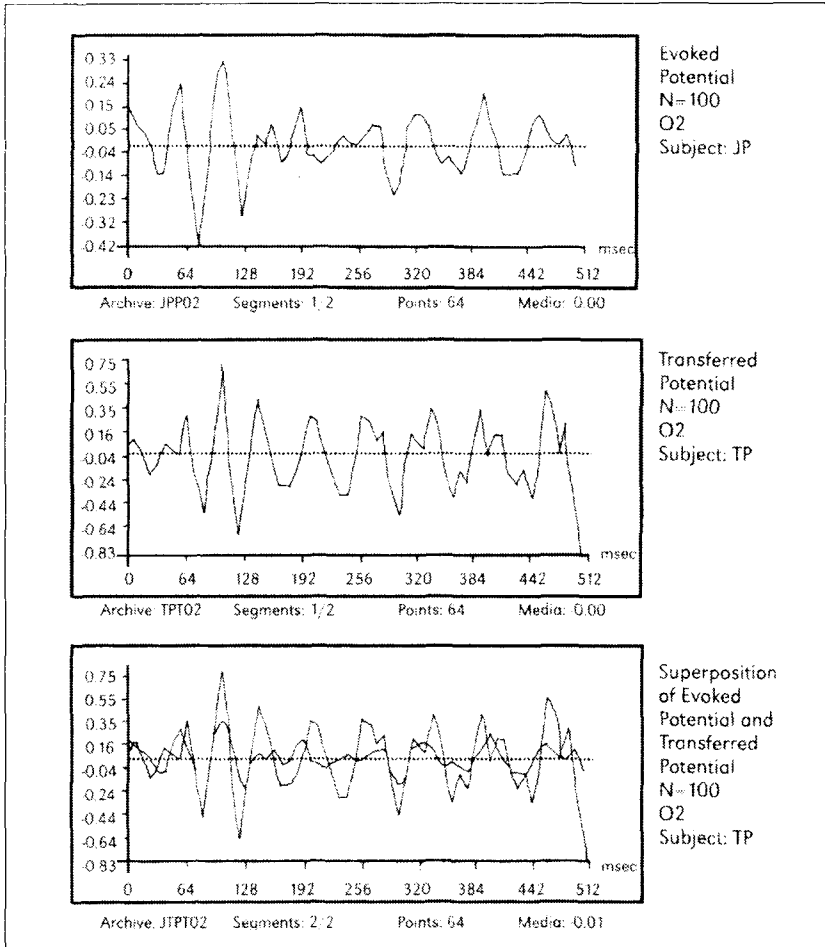 0.33
0.24
0.15
0.05
-0.04
-0.14
-0.23
-0.32
-0.42
msec
0 64 128 192 256 320 384 442 512
Archive: JPP02 Segments: 1/2 Points: 64 Media: 0.00
Evoked
Potential
N=100
O2
Subject: JP
0.75
0.55
0.35
0.16
-0.04
-0.24
-0.44
-0.64
-0.83
msec
0 64 128 192 256 320 384 442 512
Archive: TPT02 Segments: 1/2 Points: 64 Media: 0.00
Transferred
Potential
N=100
O2
Subject: TP
0.75
0.55
0.35
0.16
-0.04
-0.24
-0.44
-0.64
-0.83
msec
0 64 128 192 256 320 384 442 512
Archive: JTPT02 Segments: 2/2 Points: 64 Media: -0.01
Superposition
of Evoked
Potential and
Transferred
Potential
N=100
O2
Subject: TP